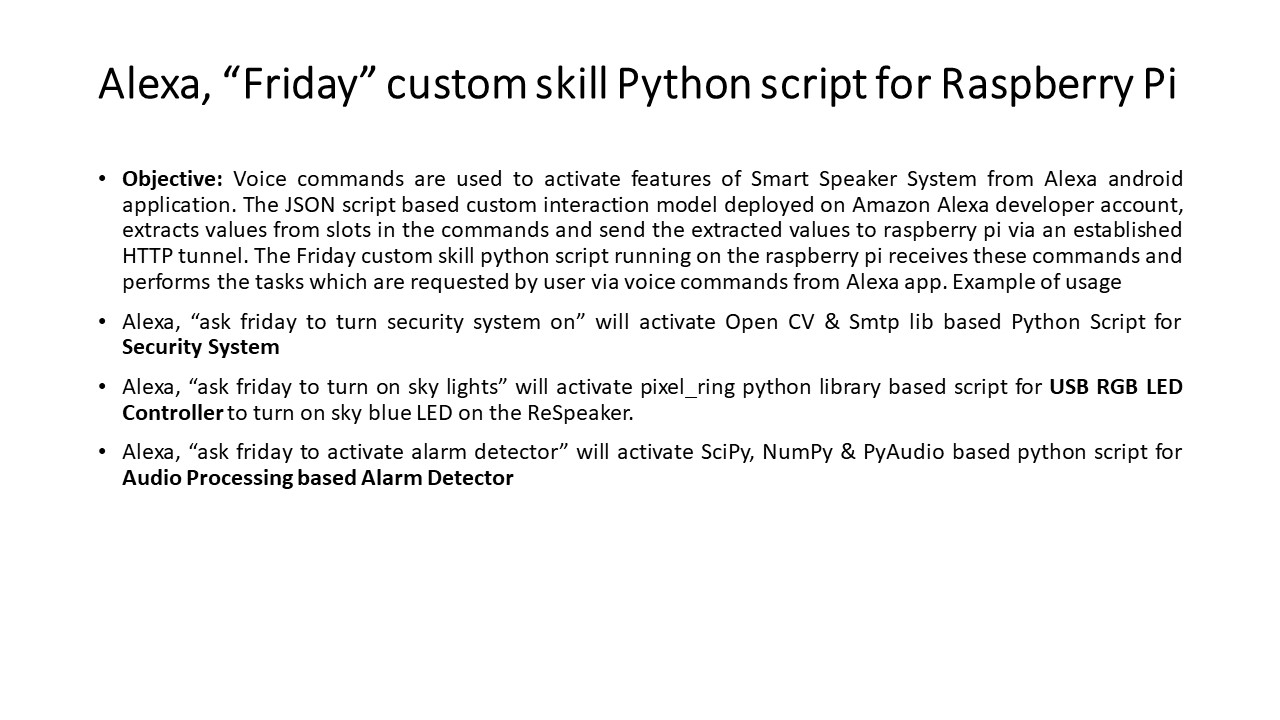 Alexa, “Friday” custom skill Python script for Raspberry Pi
• Objective: Voice commands are used to activate features of Smart Speaker System from Alexa android
application. The JSON script based custom interaction model deployed on Amazon Alexa developer account,
extracts values from slots in the commands and send the extracted values to raspberry pi via an established
HTTP tunnel. The Friday custom skill python script running on the raspberry pi receives these commands and
performs the tasks which are requested by user via voice commands from Alexa app. Example of usage
• Alexa, “ask friday to turn security system on” will activate Open CV & Smtp lib based Python Script for
Security System
• Alexa, “ask friday to turn on sky lights” will activate pixel_ring python library based script for USB RGB LED
Controller to turn on sky blue LED on the ReSpeaker.
• Alexa, “ask friday to activate alarm detector” will activate SciPy, NumPy & PyAudio based python script for
Audio Processing based Alarm Detector